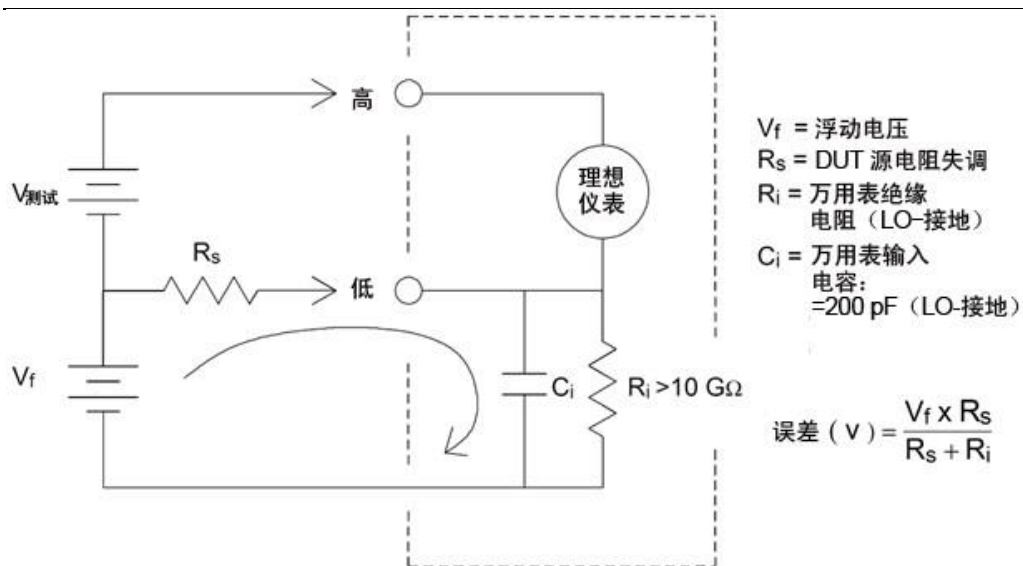 高
V测试
理想
仪表
Rs
低
Vf
Ci
Ri >10 GΩ
Vf = 浮动电压
Rs = DUT 源电阻失调
Ri = 万用表绝缘
电阻（LO-接地）
Ci = 万用表输入
电容：
=200 pF（LO-接地）
误差 (v) = Vf x Rs / Rs + Ri